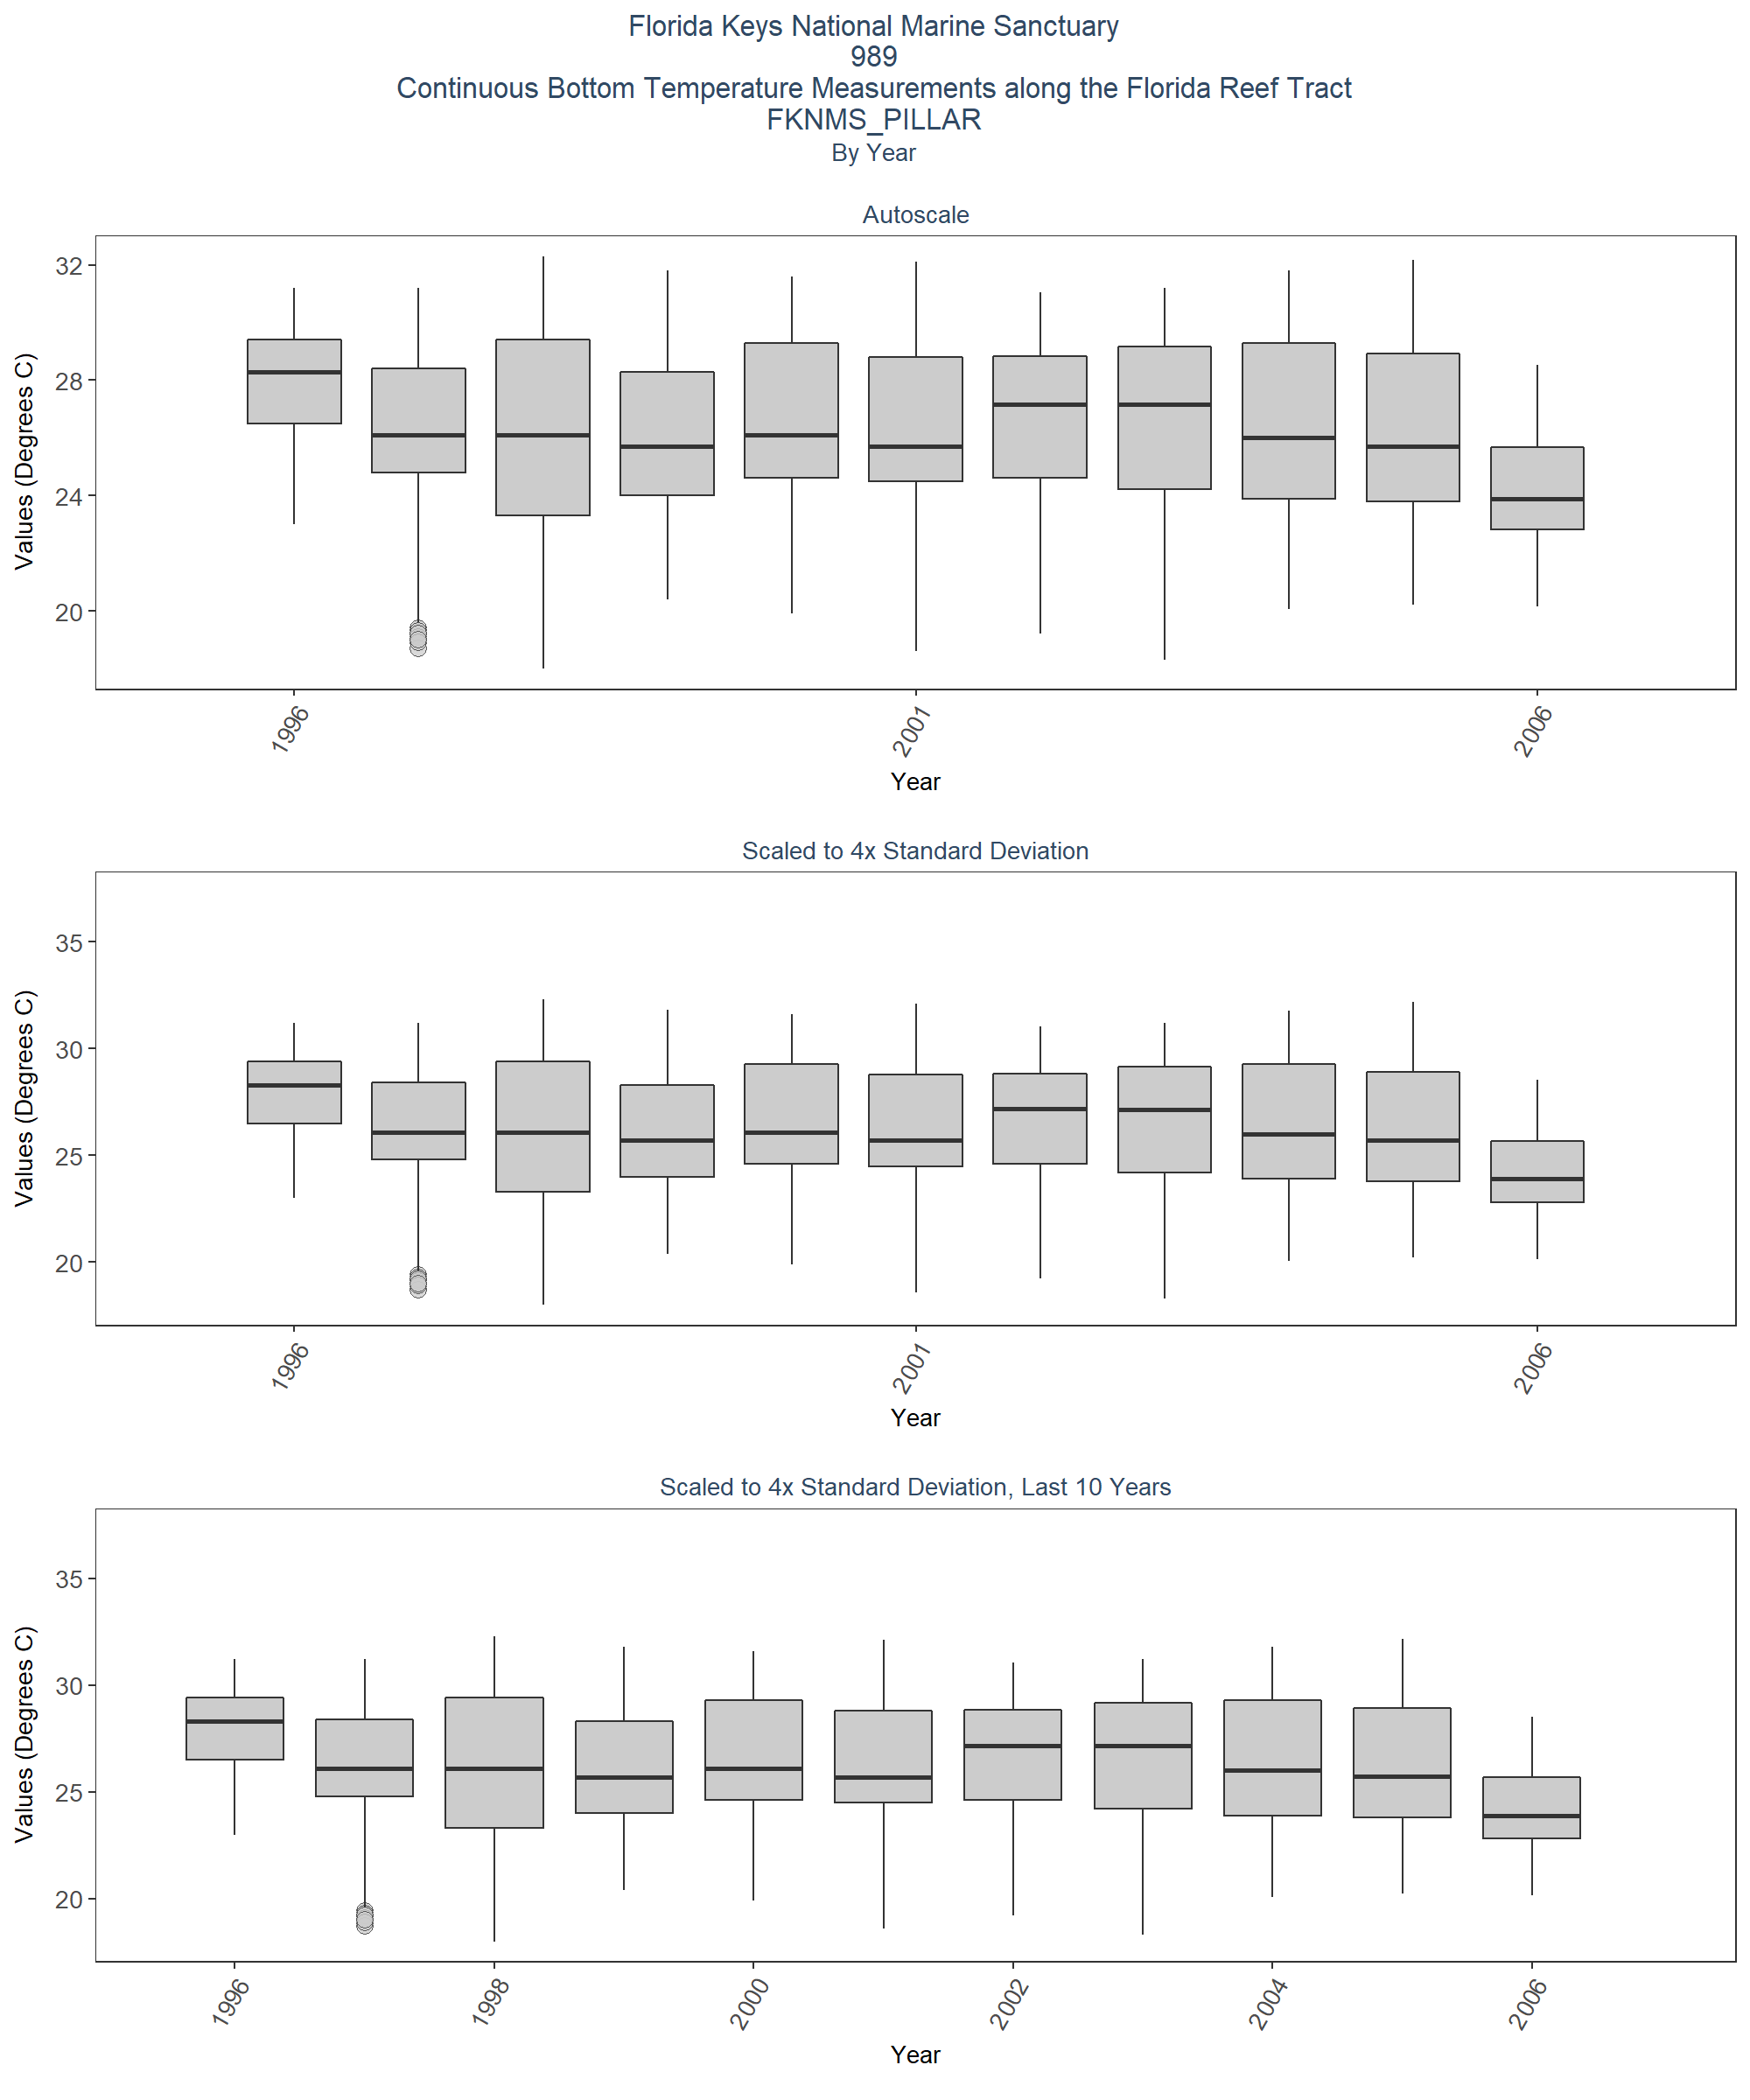 Florida Keys National Marine Sanctuary
989
Continuous Bottom Temperature Measurements along the Florida Reef Tract
FKNMS_PILLAR
By Year
Autoscale
Values (Degrees C)
32
28
24
20
1996
2001
2006
Year
Scaled to 4x Standard Deviation
Values (Degrees C)
35
30
25
20
1996
2001
2006
Year
Scaled to 4x Standard Deviation, Last 10 Years
Values (Degrees C)
35
30
25
20
1996
1998
2000
2002
2004
2006
Year